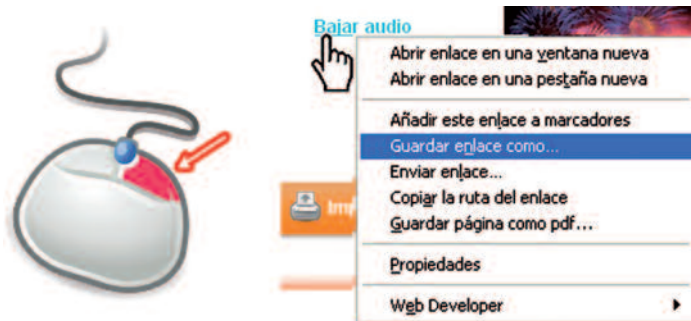 Bajar audio
Abrir enlace en una ventana nueva
Abrir enlace en una pestaña nueva
Añadir este enlace a marcadores
Guardar enlace como...
Enviar enlace...
Copiar la ruta del enlace
Guardar página como pdf...
Propiedades
Web Developer